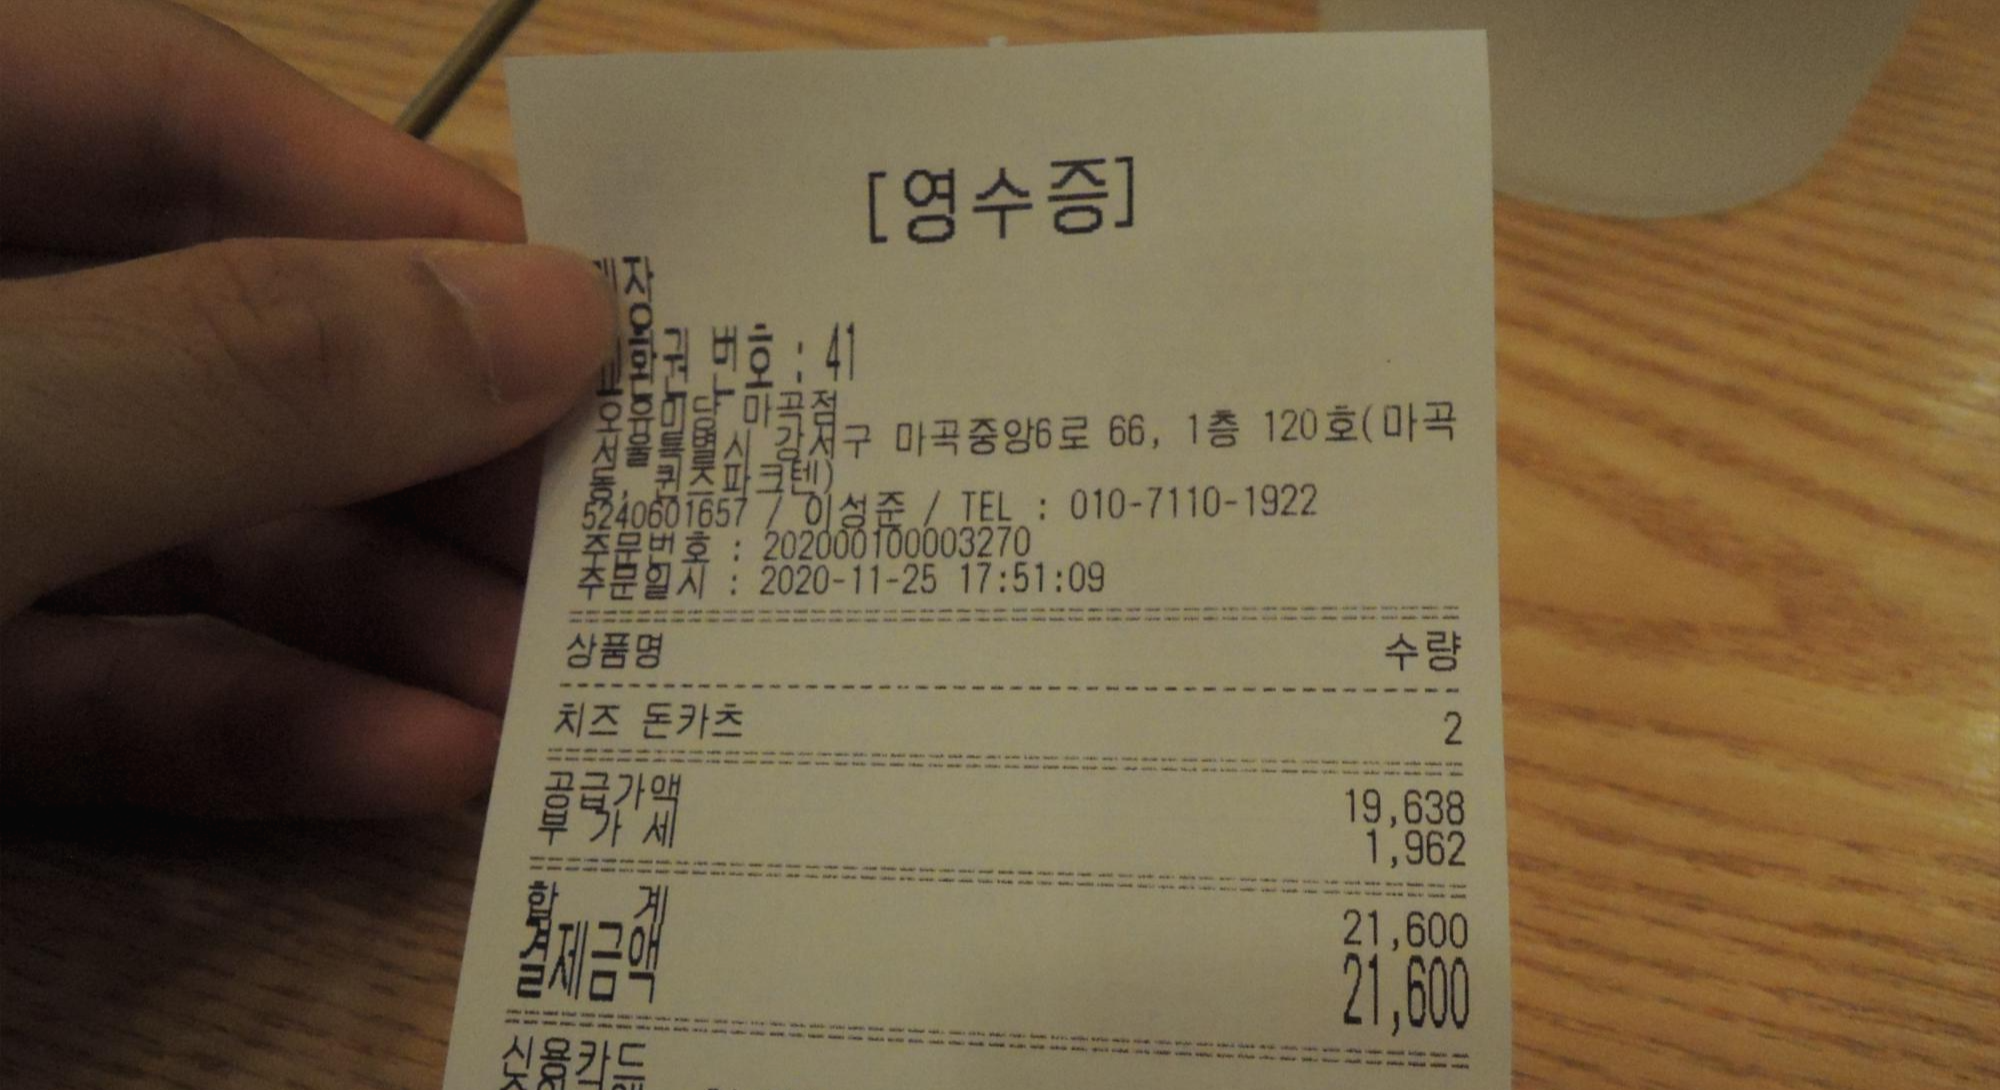 [영수증]
매장
교환권 번호 : 41
오유미당 마곡점
서울특별시 강서구 마곡중앙6로 66, 1층 120호(마곡
동, 퀸즈파크텐)
5240601657 / 이성준 / TEL : 010-7110-1922
주문번호 : 202000100003270
주문일시 : 2020-11-25 17:51:09
상품명 수량
치즈 돈카츠 2
공급가액 19,638
부 가 세 1,962
합 계 21,600
결제금액 21,600
신용카드